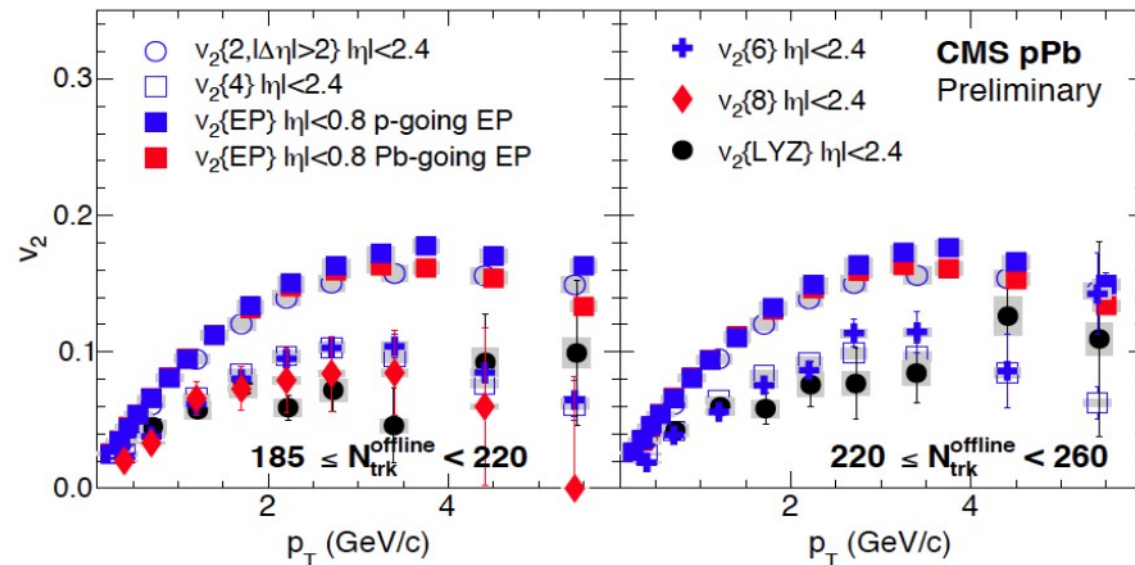 v₂{2,|Δη|>2} |η|<2.4
v₂{4} |η|<2.4
v₂{EP} |η|<0.8 p-going EP
v₂{EP} |η|<0.8 Pb-going EP
v₂{6} |η|<2.4
v₂{8} |η|<2.4
v₂{LYZ} |η|<2.4
CMS pPb
Preliminary
0.3
0.2
0.1
0.0
v₂
185 ≤ N_trk^offline < 220
220 ≤ N_trk^offline < 260
2 4
2 4
p_T (GeV/c)
p_T (GeV/c)